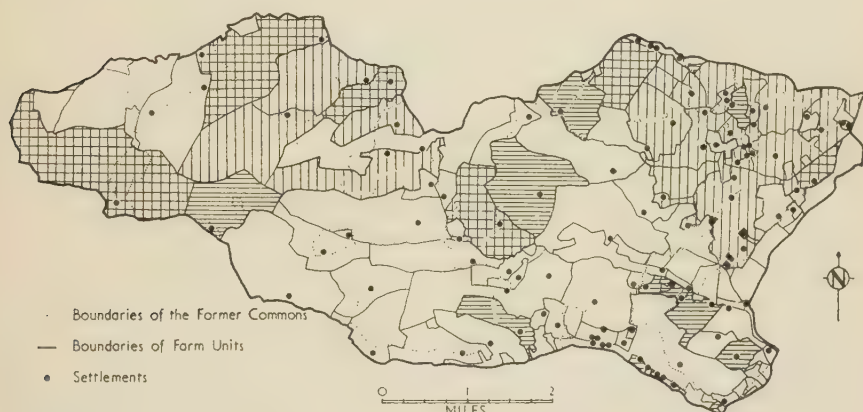 N
Boundaries of the Former Commons
Boundaries of Farm Units
Settlements
0 1 2
MILES